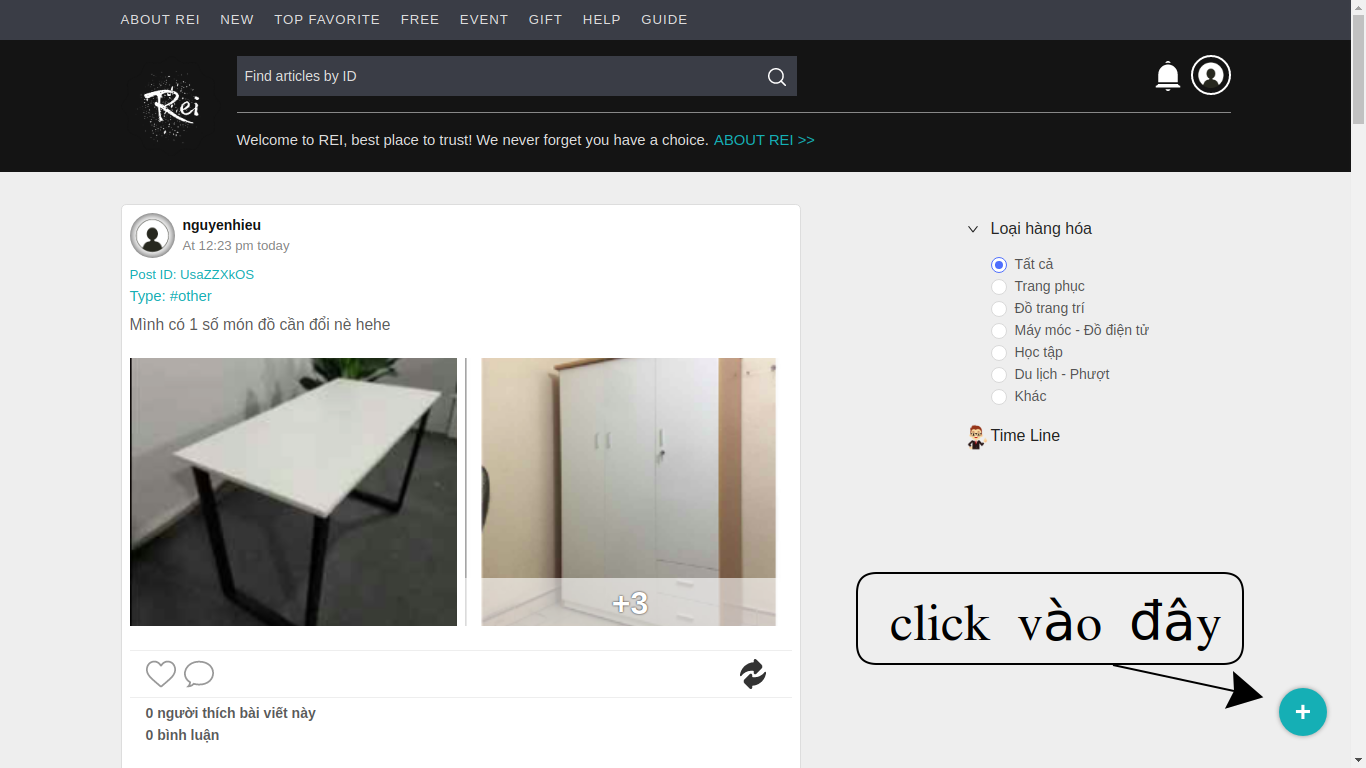 ABOUT REI NEW TOP FAVORITE FREE EVENT GIFT HELP GUIDE
Rei
Find articles by ID
Welcome to REI, best place to trust! We never forget you have a choice. ABOUT REI >>
nguyenhieu
At 12:23 pm today
Post ID: UsaZZXkOS
Type: #other
Mình có 1 số món đồ cần đổi nè hehe
+3
0 người thích bài viết này
0 bình luận
Loại hàng hóa
Tất cả
Trang phục
Đồ trang trí
Máy móc - Đồ điện tử
Học tập
Du lịch - Phượt
Khác
Time Line
click vào đây
+